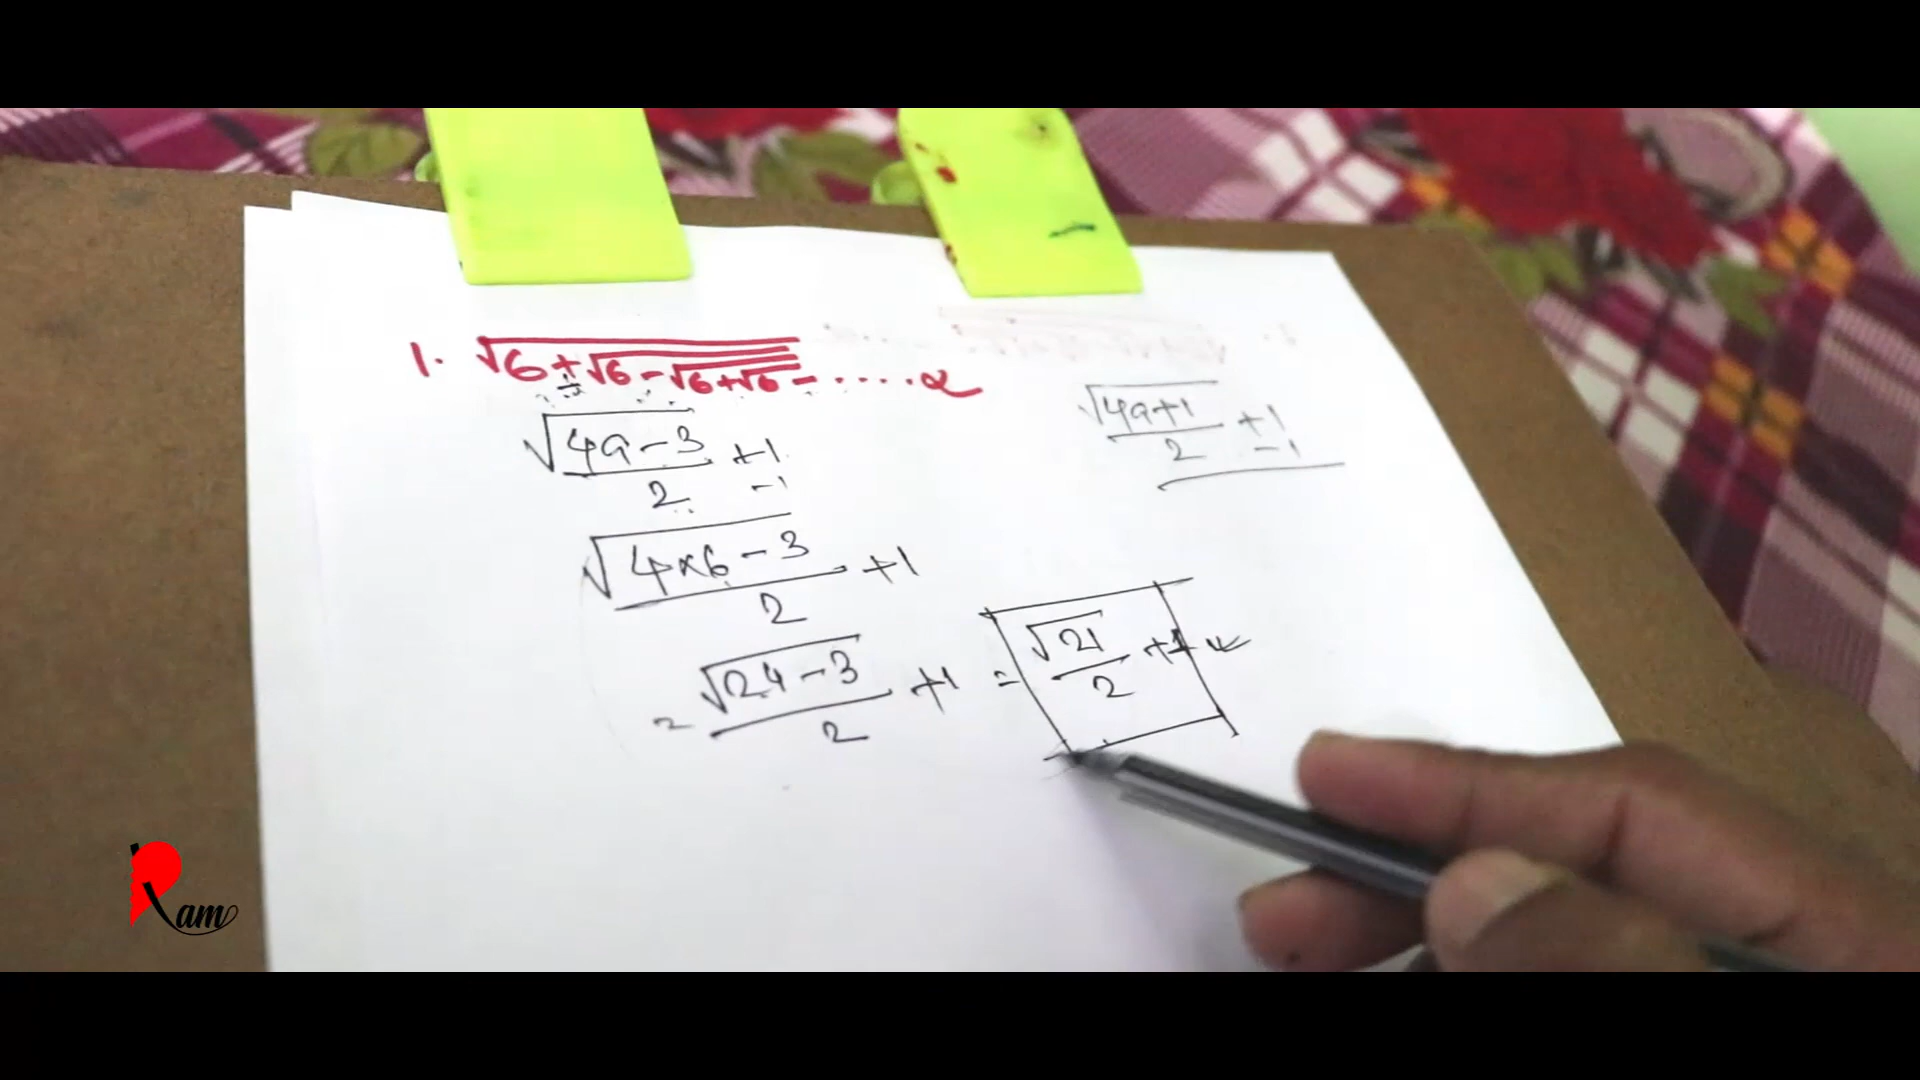 1. √6+√6-√6+√6-.....α
√4a-3/2 +1 -1
√4a+1/2 +1 -1
√4×6-3/2 +1
= √24-3/2 +1 = √21/2 +1
Ram